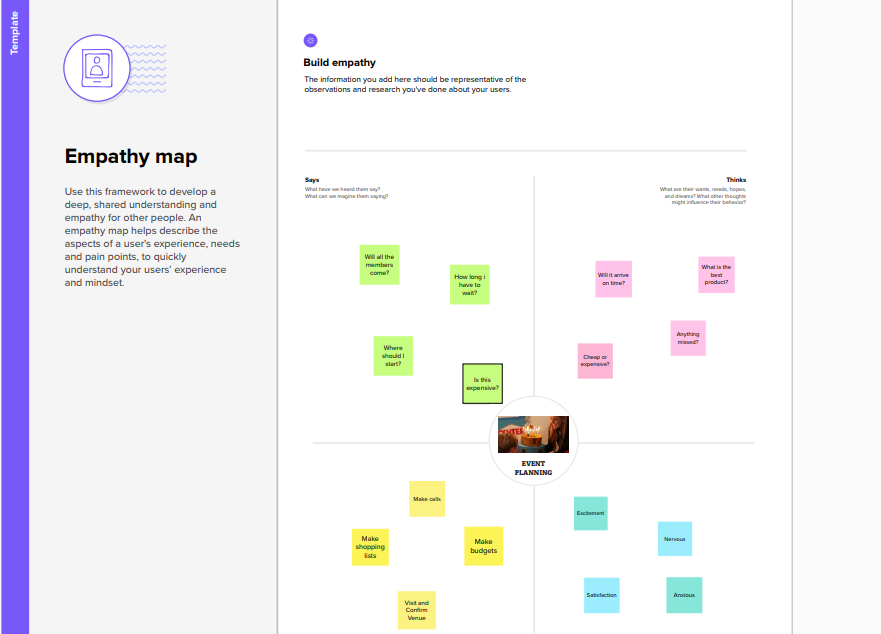 Template
Empathy map
Use this framework to develop a
deep, shared understanding and
empathy for other people. An
empathy map helps describe the
aspects of a user's experience, needs
and pain points, to quickly
understand your users' experience
and mindset.
Build empathy
The information you add here should be representative of the
observations and research you've done about your users.
Says
What have we heard them say?
What can we magine them saying?
Thinks
What are their wants, needs, hopes,
and dreams? What other thoughts
might influence their behavior?
Will all the
members
come?
How long i
have to
wait?
Where
should I
start?
Is this
expensive?
Will it arrive
on time?
What is the
best
product?
Anything
missed?
Cheap or
expensive?
EVENT
PLANNING
Make calls
Make
shopping
lists
Make
budgets
Visit and
Confirm
Venue
Excitement
Nervous
Satisfaction
Anxious